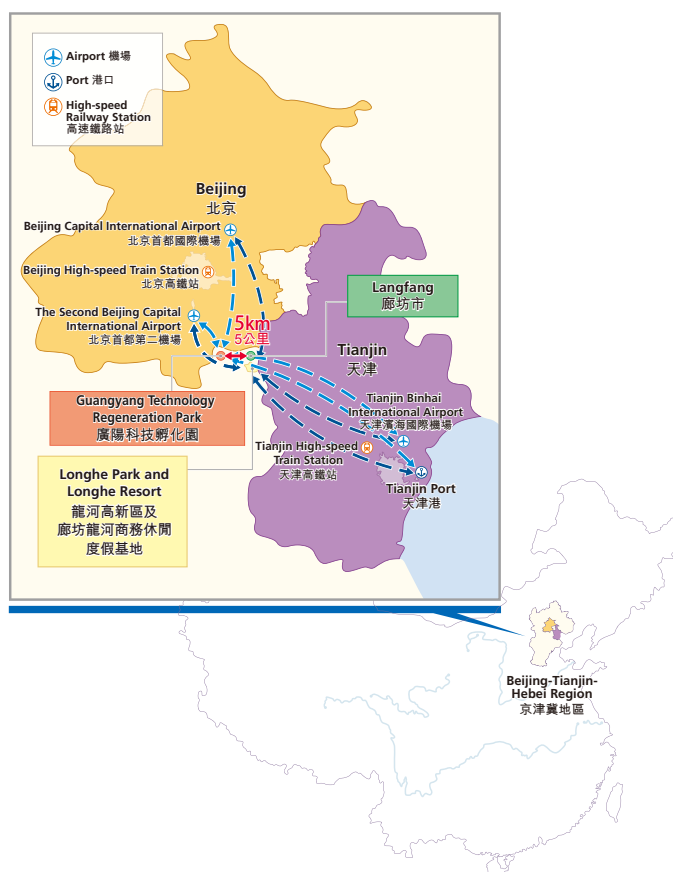 Airport 機場
Port 港口
High-speed
Railway Station
高速鐵路站
Beijing
北京
Beijing Capital International Airport
北京首都國際機場
Beijing High-speed Train Station
北京高鐵站
The Second Beijing Capital
International Airport
北京首都第二機場
5km
5公里
Langfang
廊坊市
Tianjin
天津
Guangyang Technology
Regeneration Park
廣陽科技孵化園
Tianjin Binhai
International Airport
天津濱海國際機場
Tianjin High-speed
Train Station
天津高鐵站
Longhe Park and
Longhe Resort
龍河高新區及
廊坊龍河商務休閒
度假基地
Tianjin Port
天津港
Beijing-Tianjin-
Hebei Region
京津冀地區